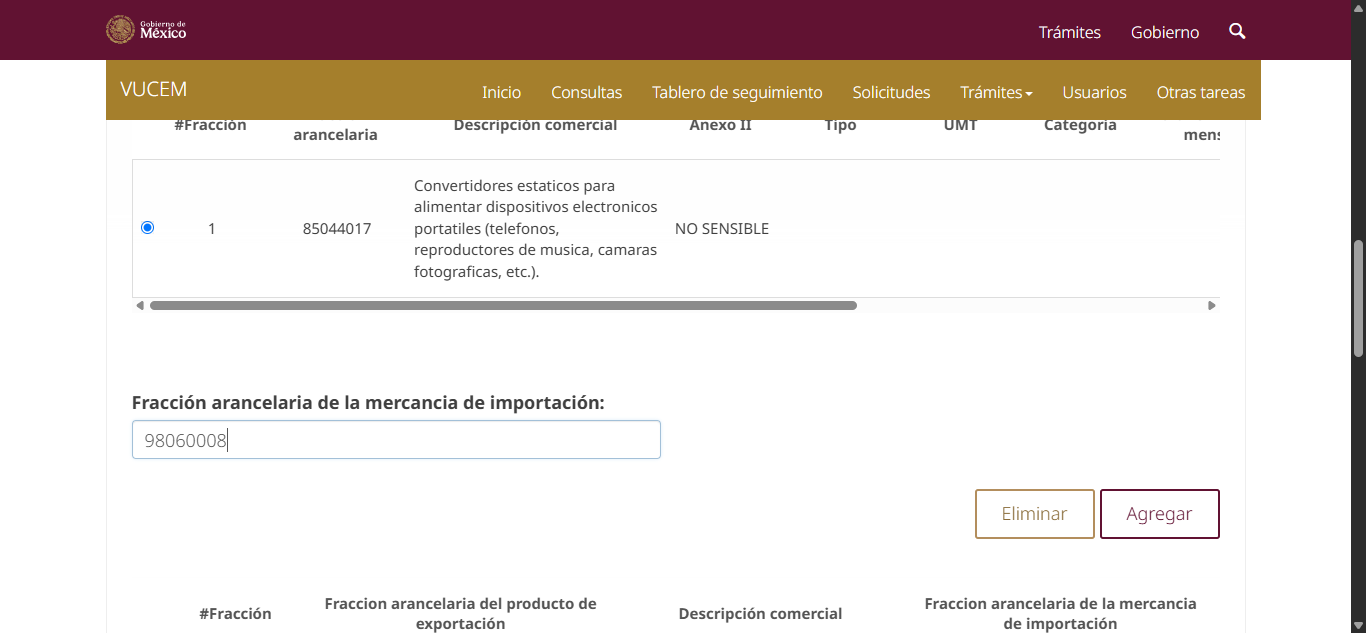 Gobierno de
México
Trámites
Gobierno
VUCEM
Inicio
Consultas
Tablero de seguimiento
Solicitudes
Trámites
Usuarios
Otras tareas
#Fracción
arancelaria
Descripción comercial
Anexo II
Tipo
UMT
Categoría
mens
1
85044017
Convertidores estaticos para
alimentar dispositivos electronicos
portatiles (telefonos,
reproductores de musica, camaras
fotograficas, etc.).
NO SENSIBLE
Fracción arancelaria de la mercancia de importación:
98060008
Eliminar
Agregar
#Fracción
Fraccion arancelaria del producto de
exportación
Descripción comercial
Fraccion arancelaria de la mercancia
de importación